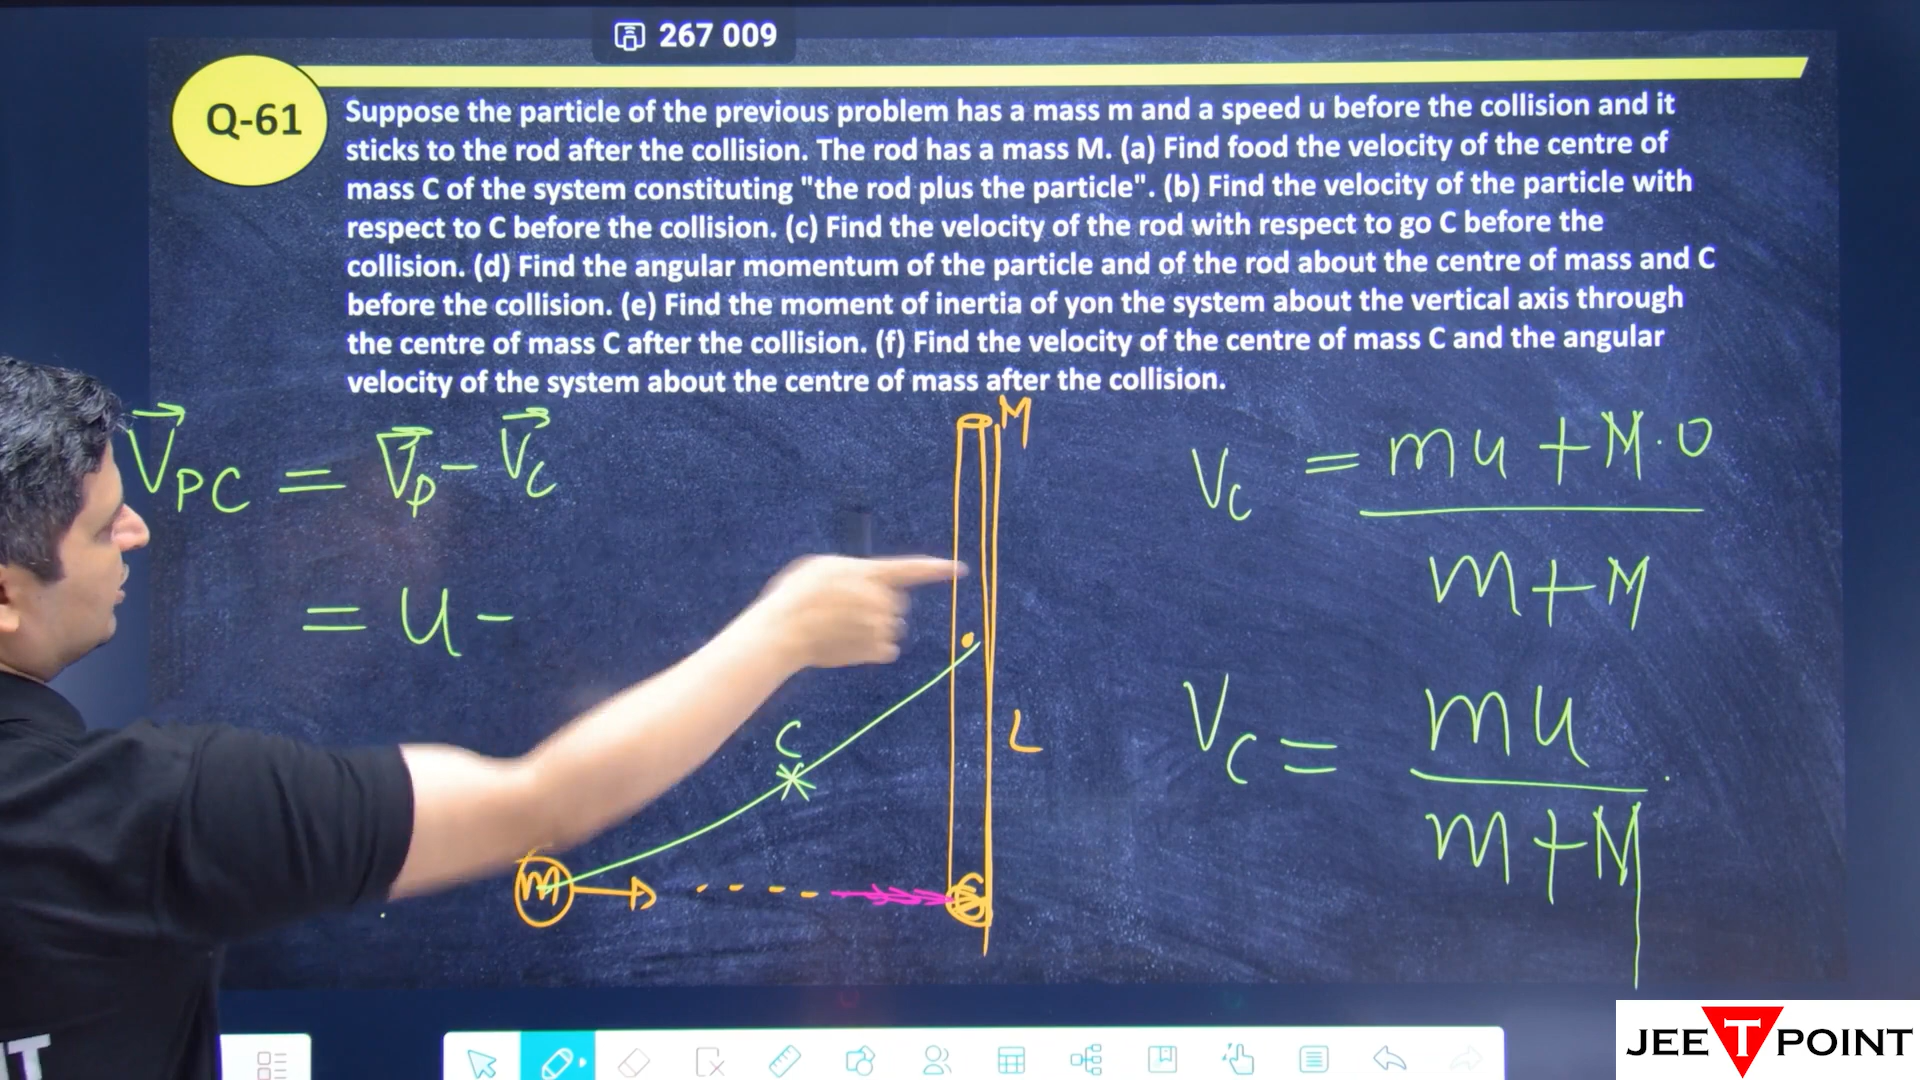 267 009
Q-61
Suppose the particle of the previous problem has a mass m and a speed u before the collision and it
sticks to the rod after the collision. The rod has a mass M. (a) Find food the velocity of the centre of
mass C of the system constituting "the rod plus the particle". (b) Find the velocity of the particle with
respect to C before the collision. (c) Find the velocity of the rod with respect to go C before the
collision. (d) Find the angular momentum of the particle and of the rod about the centre of mass and C
before the collision. (e) Find the moment of inertia of yon the system about the vertical axis through
the centre of mass C after the collision. (f) Find the velocity of the centre of mass C and the angular
velocity of the system about the centre of mass after the collision.
V⃗PC = V⃗P - V⃗C
= u -
M
C
L
m
VC = mu + M.0
m+M
VC = mu
m+M
JEE T POINT